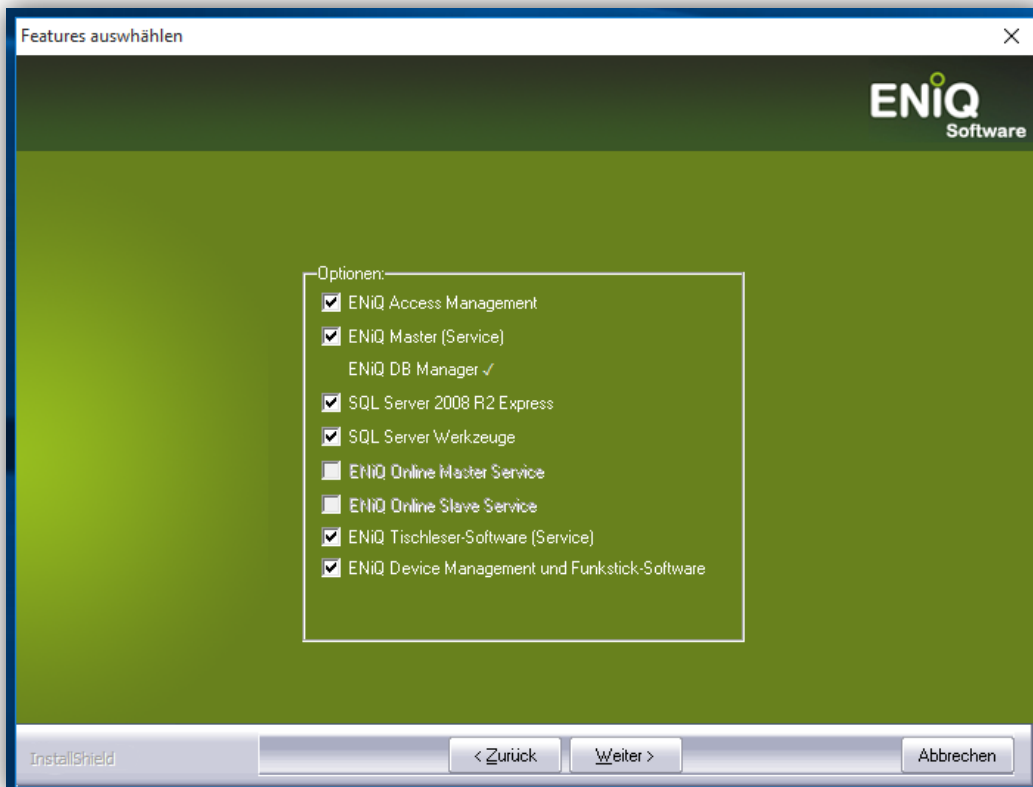 Features auswhählen
ENiQ
Software
Optionen:
ENiQ Access Management
ENiQ Master (Service)
ENiQ DB Manager ✓
SQL Server 2008 R2 Express
SQL Server Werkzeuge
ENiQ Online Master Service
ENiQ Online Slave Service
ENiQ Tischleser-Software (Service)
ENiQ Device Management und Funkstick-Software
InstallShield
< Zurück
Weiter >
Abbrechen